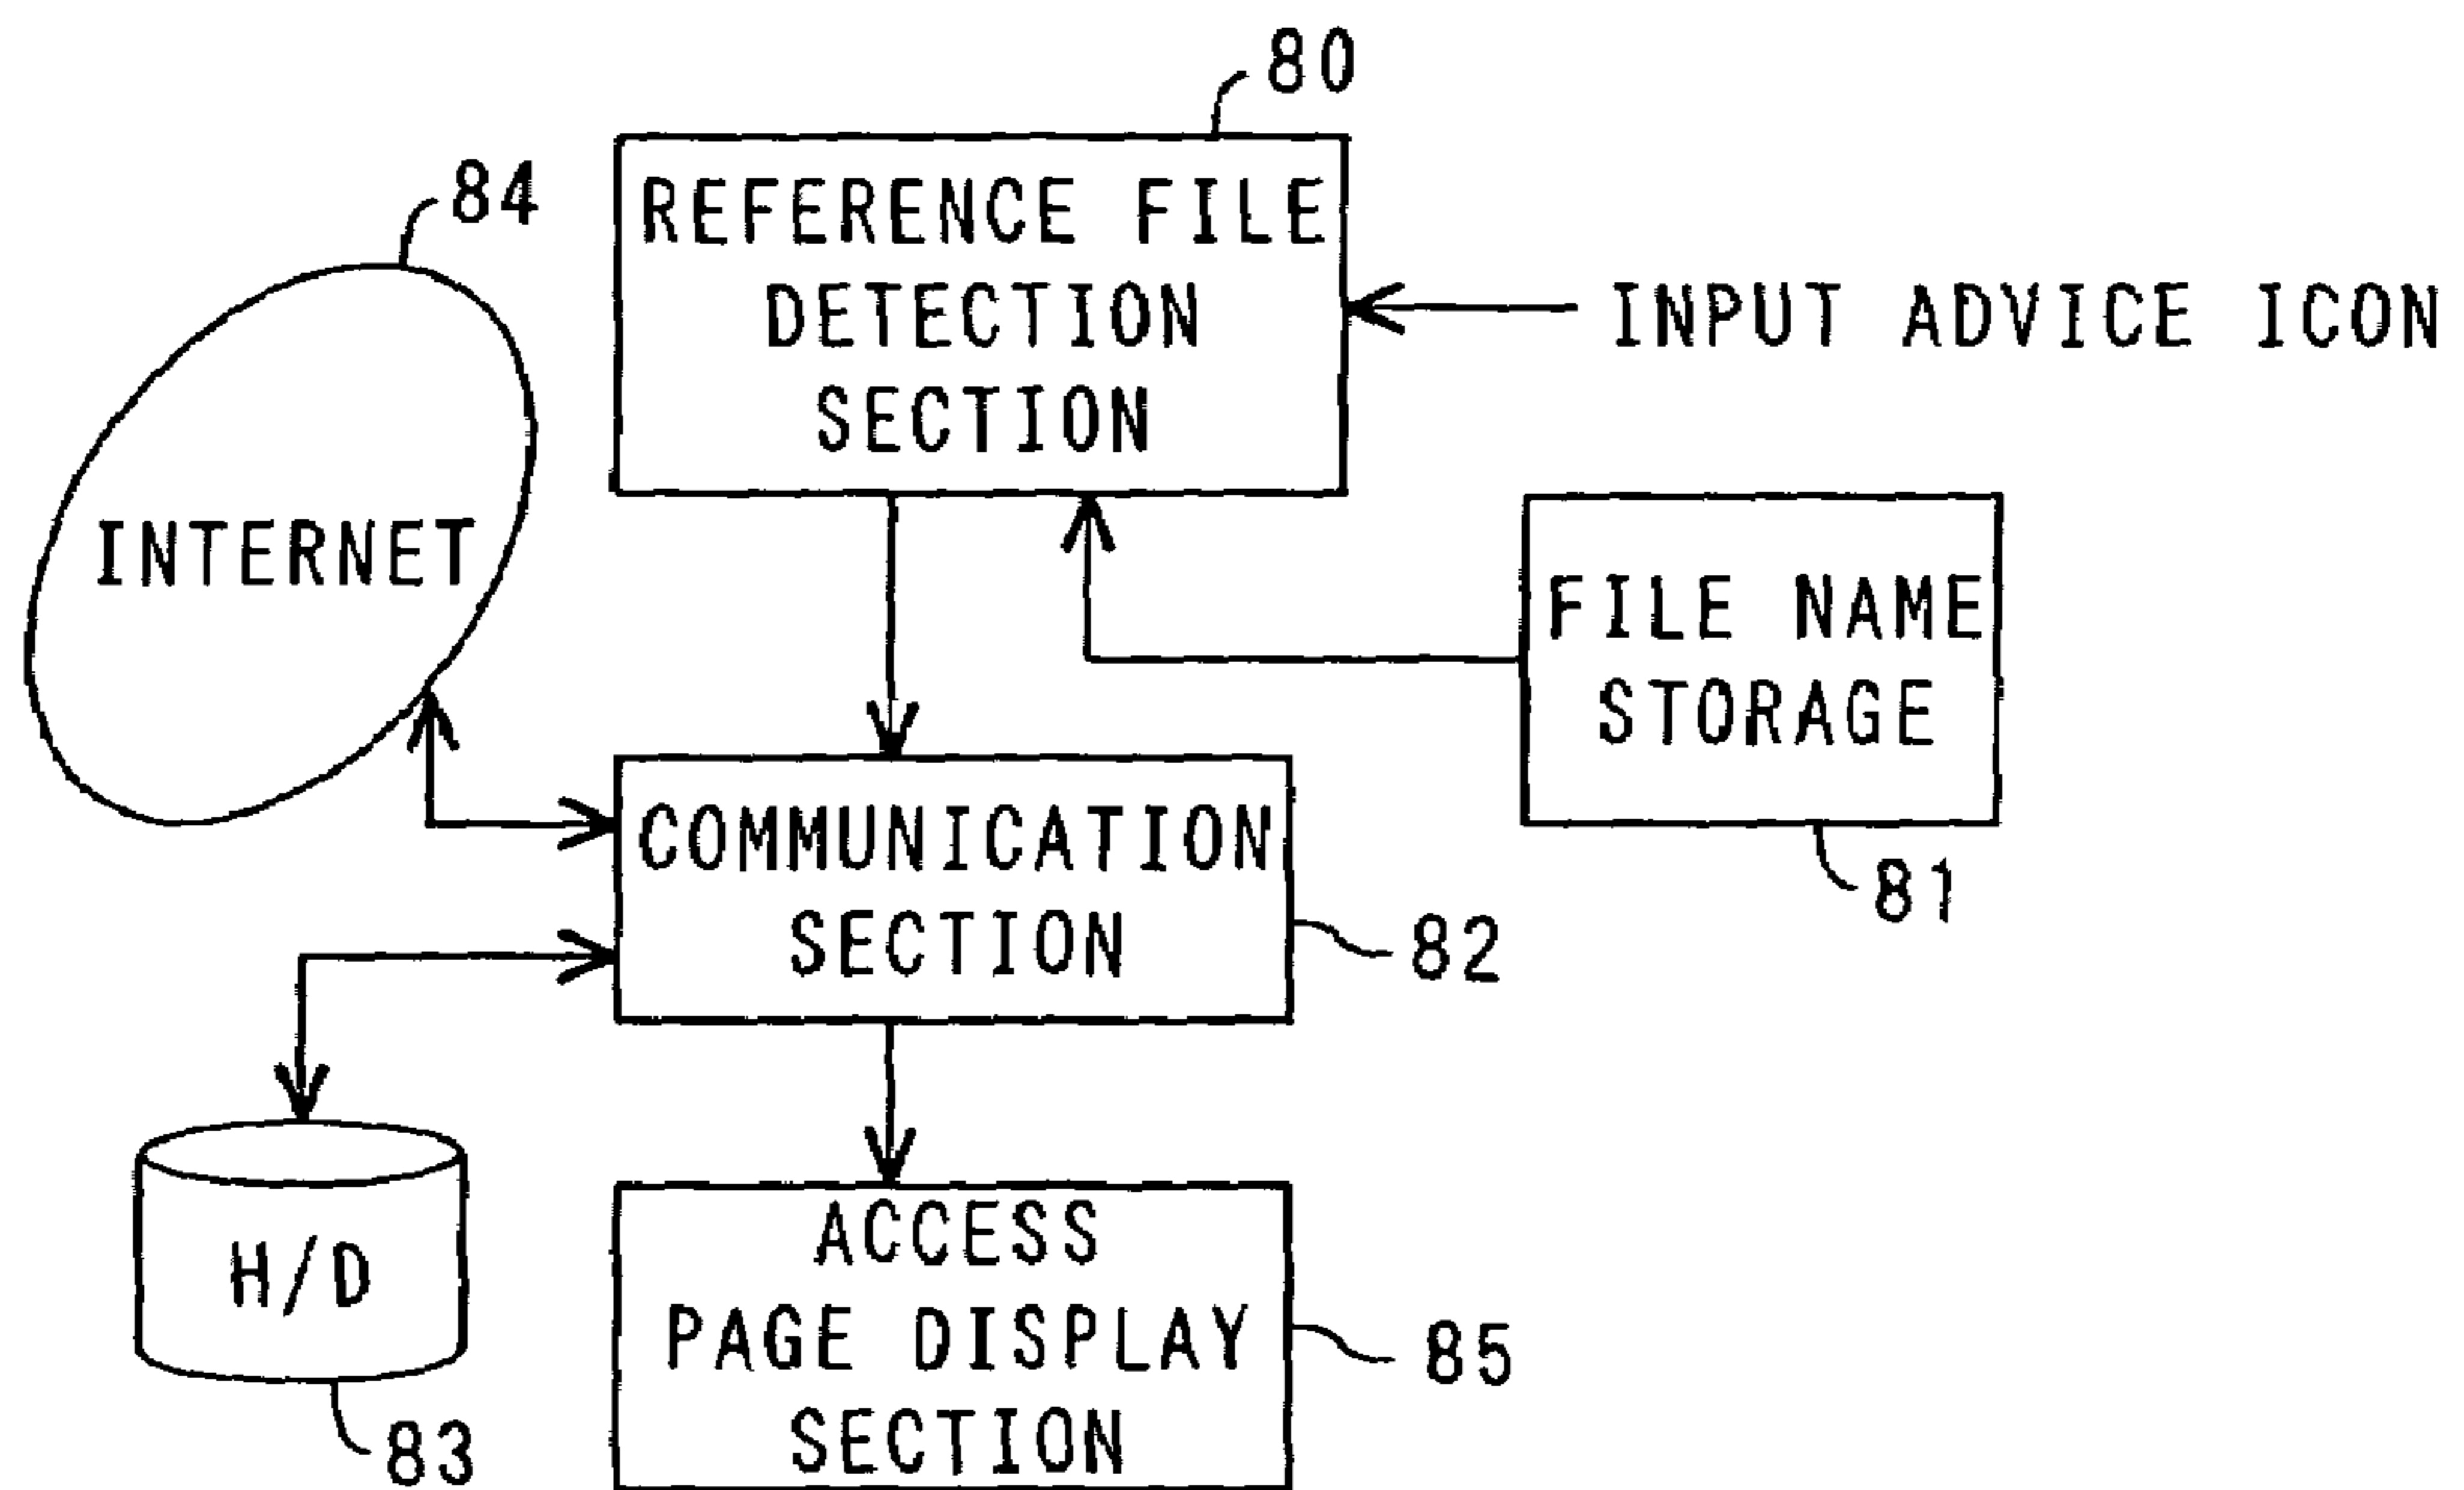 80
REFERENCE FILE
DETECTION
SECTION
INPUT ADVICE ICON
84
INTERNET
FILE NAME
STORAGE
81
COMMUNICATION
SECTION
82
H/D
83
ACCESS
PAGE DISPLAY
SECTION
85